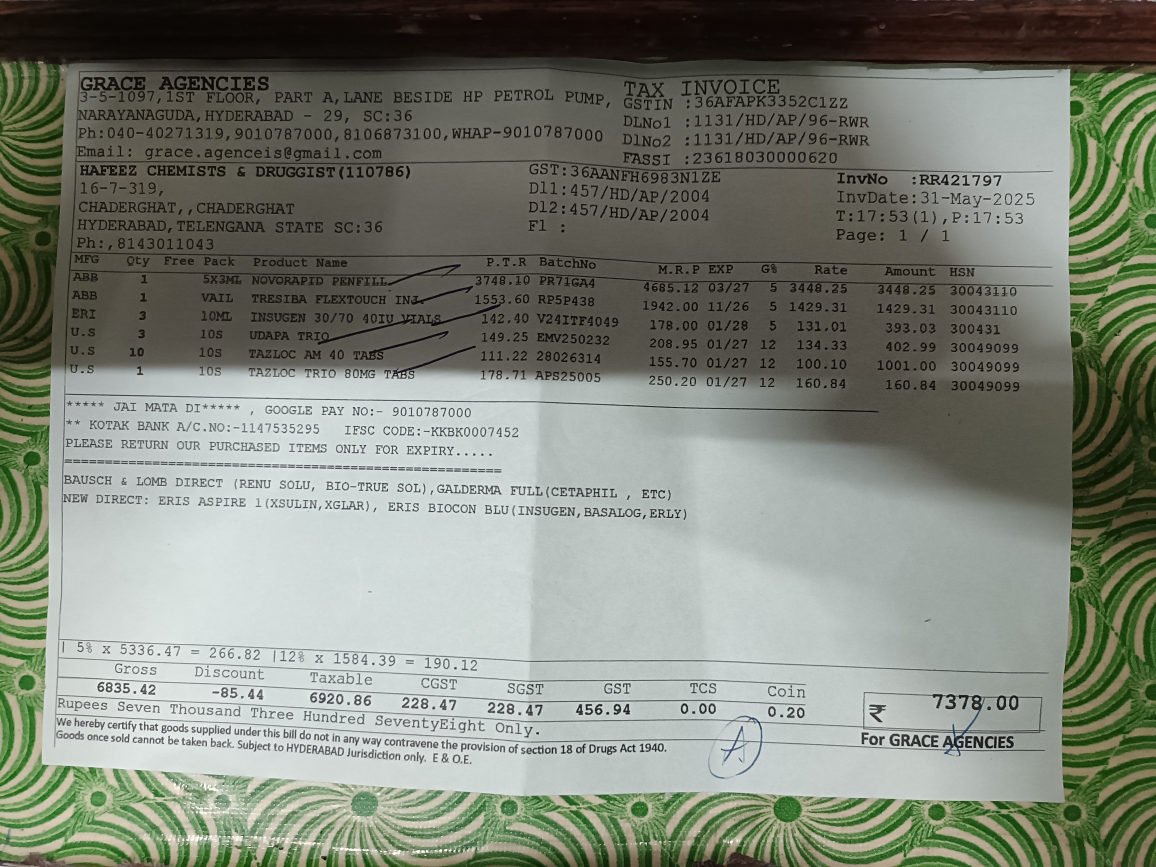 GRACE AGENCIES
3-5-1097,1ST FLOOR, PART A,LANE BESIDE HP PETROL PUMP,
NARAYANAGUDA,HYDERABAD - 29, SC:36
Ph:040-40271319,9010787000,8106873100,WHAP-9010787000
Email: grace.agenceis@gmail.com
TAX INVOICE
GSTIN :36AFAPK3352C1ZZ
DLNo1 :1131/HD/AP/96-RWR
DlNo2 :1131/HD/AP/96-RWR
FASSI :23618030000620
HAFEEZ CHEMISTS & DRUGGIST(110786)
16-7-319,
CHADERGHAT,,CHADERGHAT
HYDERABAD,TELENGANA STATE SC:36
Ph:,8143011043
GST:36AANFH6983N1ZE
Dl1:457/HD/AP/2004
Dl2:457/HD/AP/2004
Fl :
InvNo :RR421797
InvDate:31-May-2025
T:17:53(1),P:17:53
Page: 1 / 1
MFG Qty Free Pack Product Name P.T.R BatchNo M.R.P EXP G% Rate Amount HSN
ABB 1 5X3ML NOVORAPID PENFILL 3748.10 PR71GA4 4685.12 03/27 5 3448.25 3448.25 30043110
ABB 1 VAIL TRESIBA FLEXTOUCH INJ. 1553.60 RP5P438 1942.00 11/26 5 1429.31 1429.31 30043110
ERI 3 10ML INSUGEN 30/70 40IU VIALS 142.40 V24ITF4049 178.00 01/28 5 131.01 393.03 300431
U.S 3 10S UDAPA TRIO 149.25 EMV250232 208.95 01/27 12 134.33 402.99 30049099
U.S 10 10S TAZLOC AM 40 TABS 111.22 28026314 155.70 01/27 12 100.10 1001.00 30049099
U.S 1 10S TAZLOC TRIO 80MG TABS 178.71 APS25005 250.20 01/27 12 160.84 160.84 30049099
***** JAI MATA DI***** , GOOGLE PAY NO:- 9010787000
** KOTAK BANK A/C.NO:-1147535295 IFSC CODE:-KKBK0007452
PLEASE RETURN OUR PURCHASED ITEMS ONLY FOR EXPIRY.....
=======================================================
BAUSCH & LOMB DIRECT (RENU SOLU, BIO-TRUE SOL),GALDERMA FULL(CETAPHIL , ETC)
NEW DIRECT: ERIS ASPIRE 1(XSULIN,XGLAR), ERIS BIOCON BLU(INSUGEN,BASALOG,ERLY)
| 5% x 5336.47 = 266.82 |12% x 1584.39 = 190.12
Gross Discount Taxable CGST SGST GST TCS Coin
6835.42 -85.44 6920.86 228.47 228.47 456.94 0.00 0.20
₹ 7378.00
Rupees Seven Thousand Three Hundred SeventyEight Only.
We hereby certify that goods supplied under this bill do not in any way contravene the provision of section 18 of Drugs Act 1940.
Goods once sold cannot be taken back. Subject to HYDERABAD Jurisdiction only. E & O.E.
A
For GRACE AGENCIES